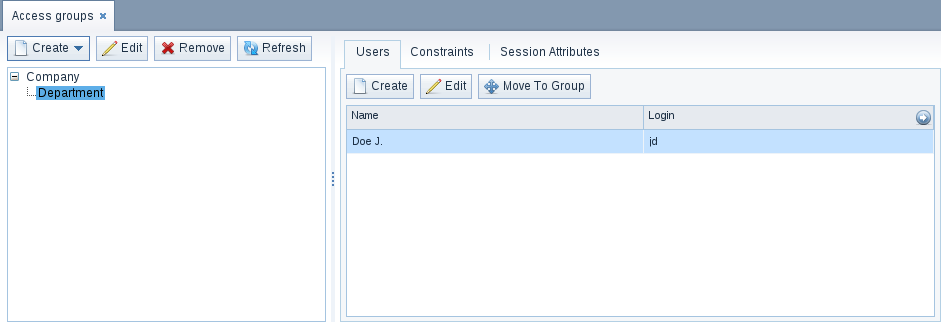 Access groups
Create Edit Remove Refresh
Company
Department
Users Constraints Session Attributes
Create Edit Move To Group
Name Login
Doe J. jd